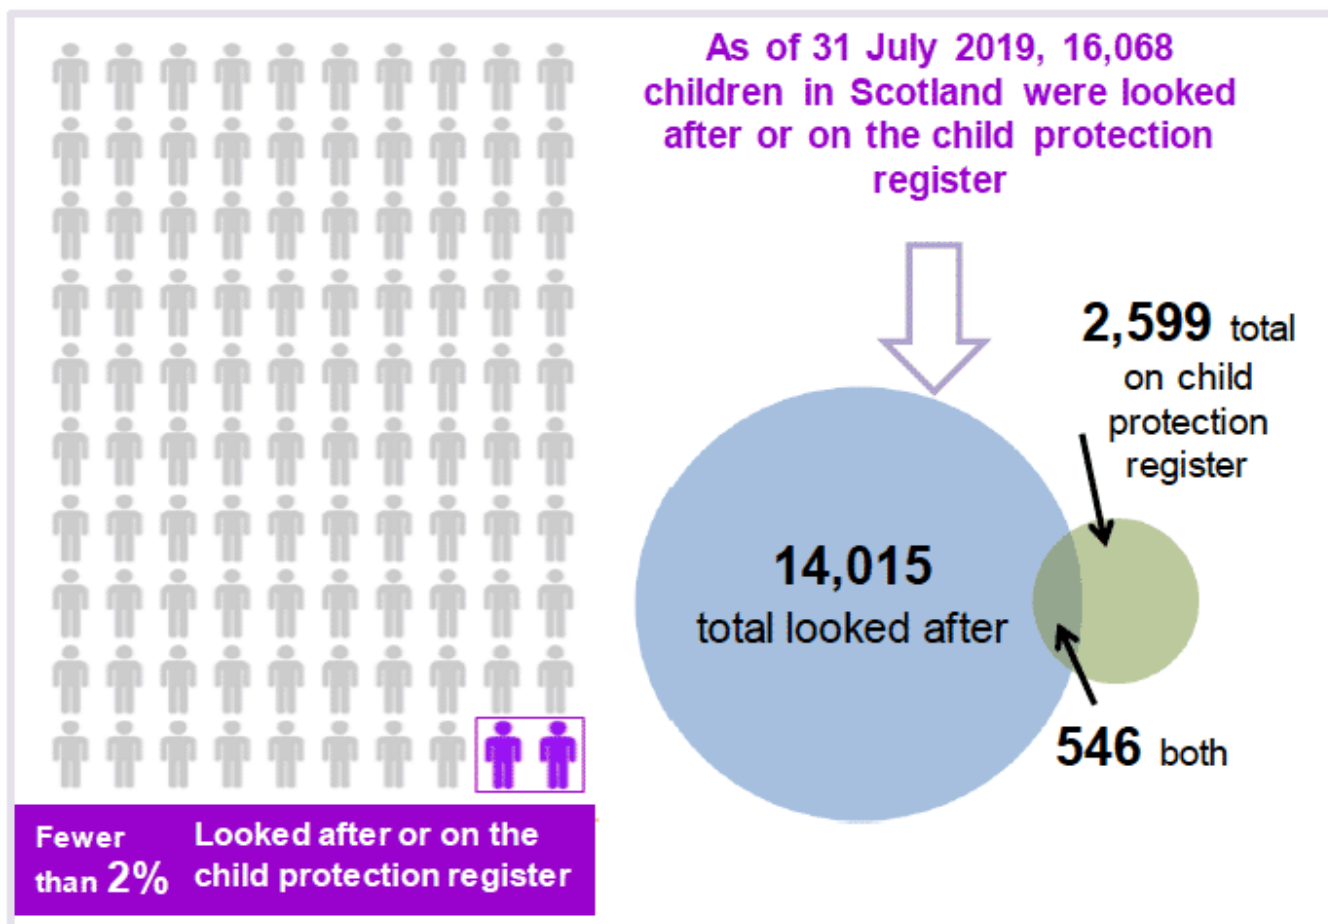 As of 31 July 2019, 16,068
children in Scotland were looked
after or on the child protection
register
2,599 total
on child
protection
register
14,015
total looked after
546 both
Fewer
than 2%
Looked after or on the
child protection register